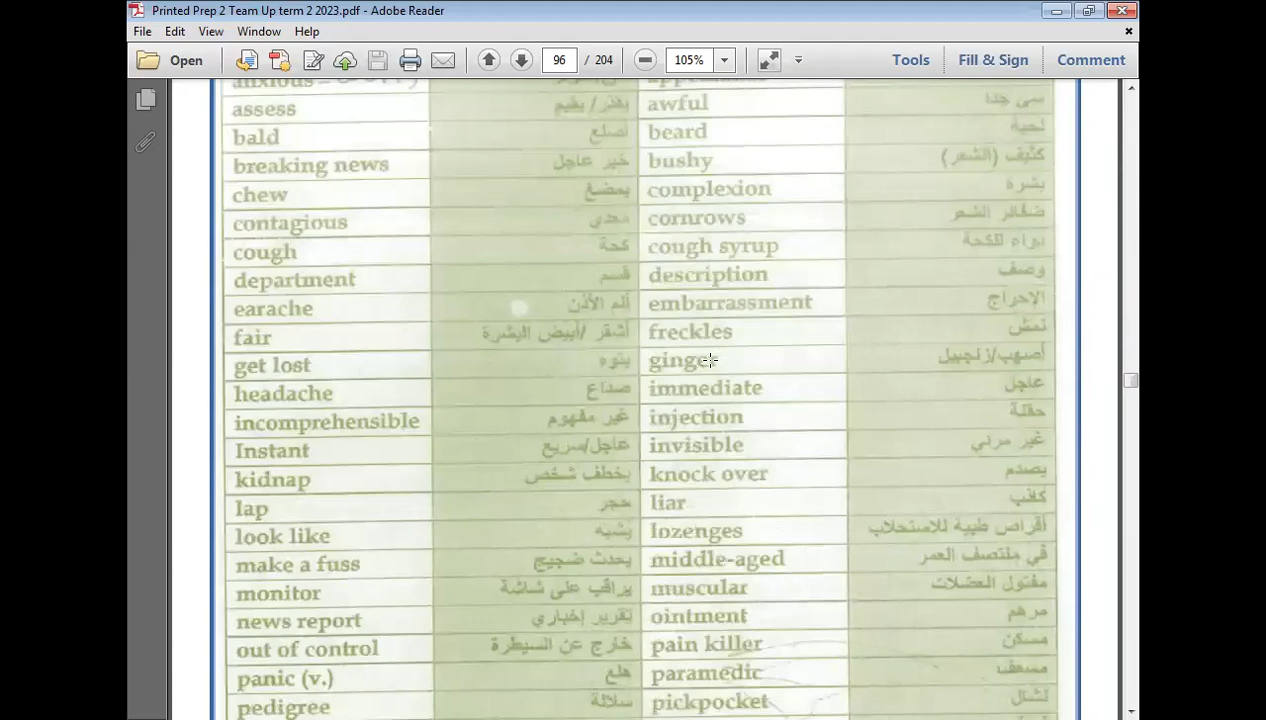 Printed Prep 2 Team Up term 2 2023.pdf - Adobe Reader
File Edit View Window Help
Open 96 / 204 105% Tools Fill & Sign Comment
anxious
assess يقدر / يقيم awful سئ جدا
bald أصلع beard لحية
breaking news خبر عاجل bushy كثيف (الشعر)
chew يمضغ complexion بشرة
contagious معدي cornrows ضفائر الشعر
cough كحة cough syrup دواء للكحة
department قسم description وصف
earache ألم الأذن embarrassment الإحراج
fair أشقر /أبيض البشرة freckles نمش
get lost يتوه ginger أصهب/زنجبيل
headache صداع immediate عاجل
incomprehensible غير مفهوم injection حقنة
Instant عاجل/سريع invisible غير مرئي
kidnap يخطف شخص knock over يصدم
lap حجر liar كاذب
look like يشبه lozenges أقراص طبية للاستحلاب
make a fuss يحدث ضجيج middle-aged في منتصف العمر
monitor يراقب على شاشة muscular مفتول العضلات
news report تقرير إخباري ointment مرهم
out of control خارج عن السيطرة pain killer مسكن
panic (v.) هلع paramedic مسعف
pedigree سلالة pickpocket نشال